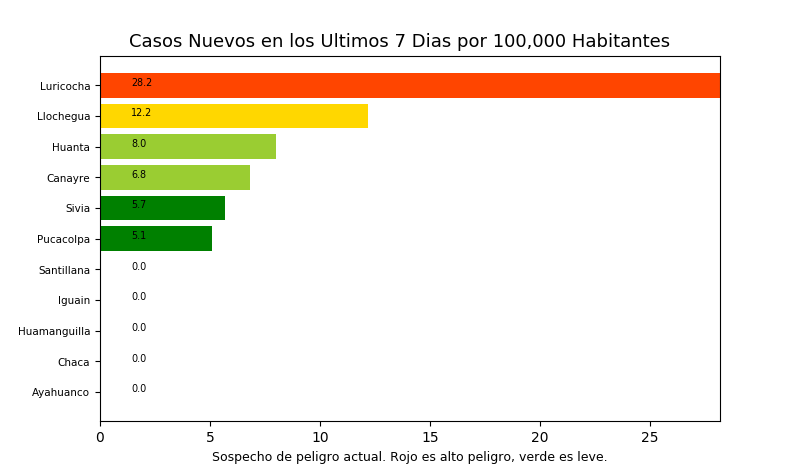 Casos Nuevos en los Ultimos 7 Dias por 100,000 Habitantes
Luricocha 28.2
Llochegua 12.2
Huanta 8.0
Canayre 6.8
Sivia 5.7
Pucacolpa 5.1
Santillana 0.0
Iguain 0.0
Huamanguilla 0.0
Chaca 0.0
Ayahuanco 0.0
0 5 10 15 20 25
Sospecho de peligro actual. Rojo es alto peligro, verde es leve.